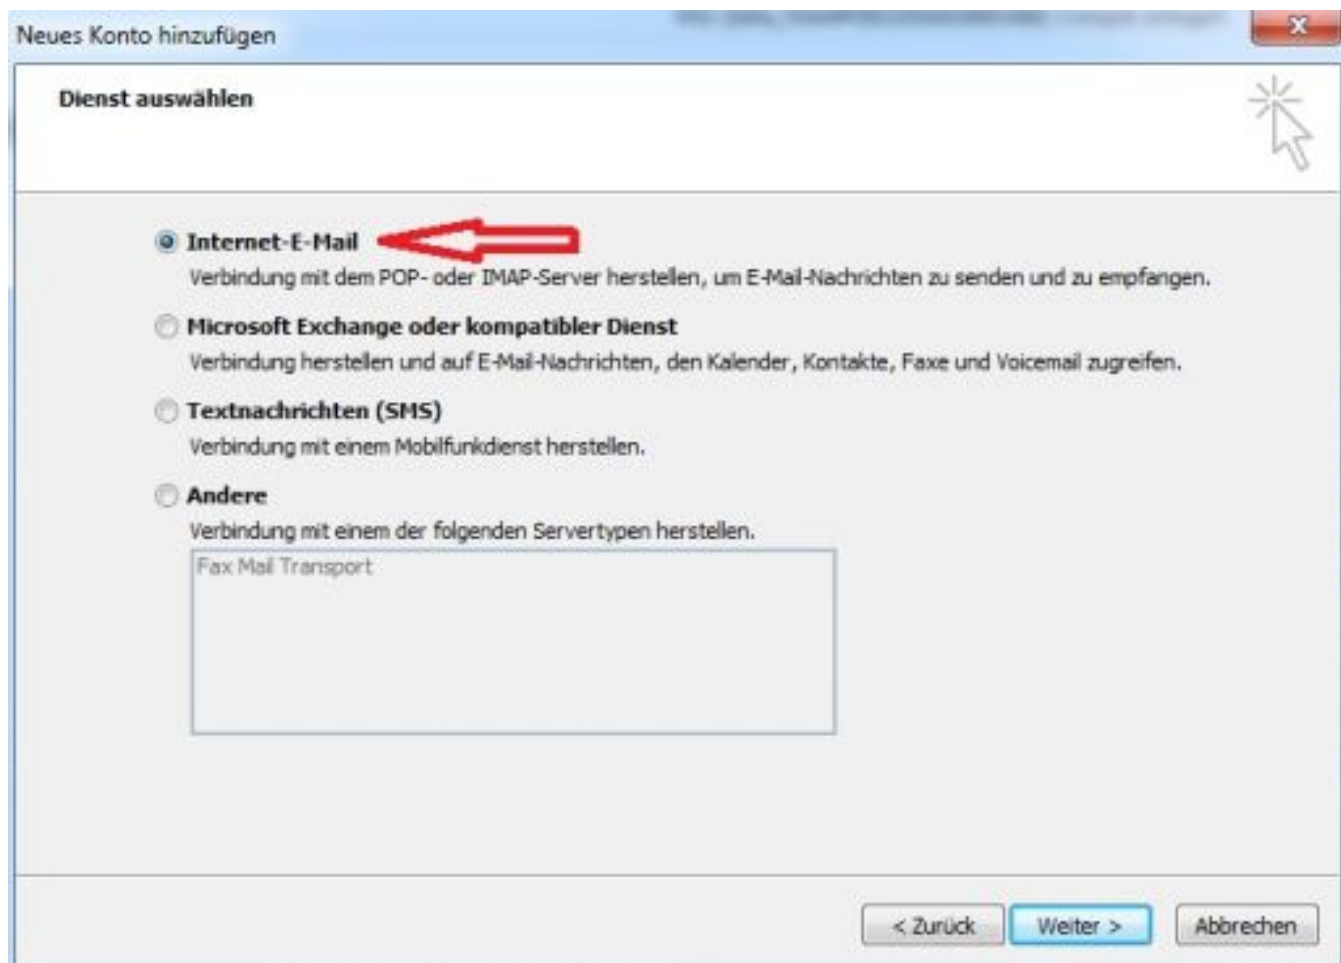 Neues Konto hinzufügen
Dienst auswählen
Internet-E-Mail
Verbindung mit dem POP- oder IMAP-Server herstellen, um E-Mail-Nachrichten zu senden und zu empfangen.
Microsoft Exchange oder kompatibler Dienst
Verbindung herstellen und auf E-Mail-Nachrichten, den Kalender, Kontakte, Faxe und Voicemail zugreifen.
Textnachrichten (SMS)
Verbindung mit einem Mobilfunkdienst herstellen.
Andere
Verbindung mit einem der folgenden Servertypen herstellen.
Fax Mail Transport
< Zurück Weiter > Abbrechen